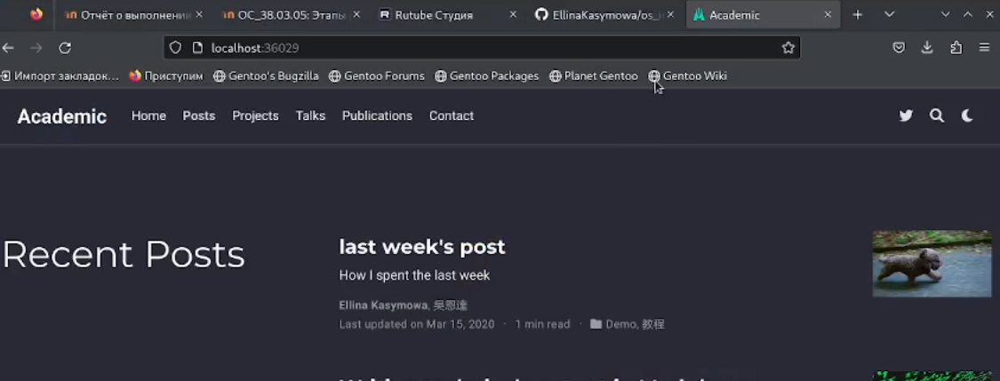 Отчёт о выполнении
ОС_38.03.05: Этапы
Rutube Студия
EllinaKasymowa/os_i
Academic
localhost:36029
Импорт закладок...
Приступим
Gentoo's Bugzilla
Gentoo Forums
Gentoo Packages
Planet Gentoo
Gentoo Wiki
Academic
Home
Posts
Projects
Talks
Publications
Contact
Recent Posts
last week's post
How I spent the last week
Ellina Kasymowa, 吳恩達
Last updated on Mar 15, 2020 · 1 min read · Demo, 教程